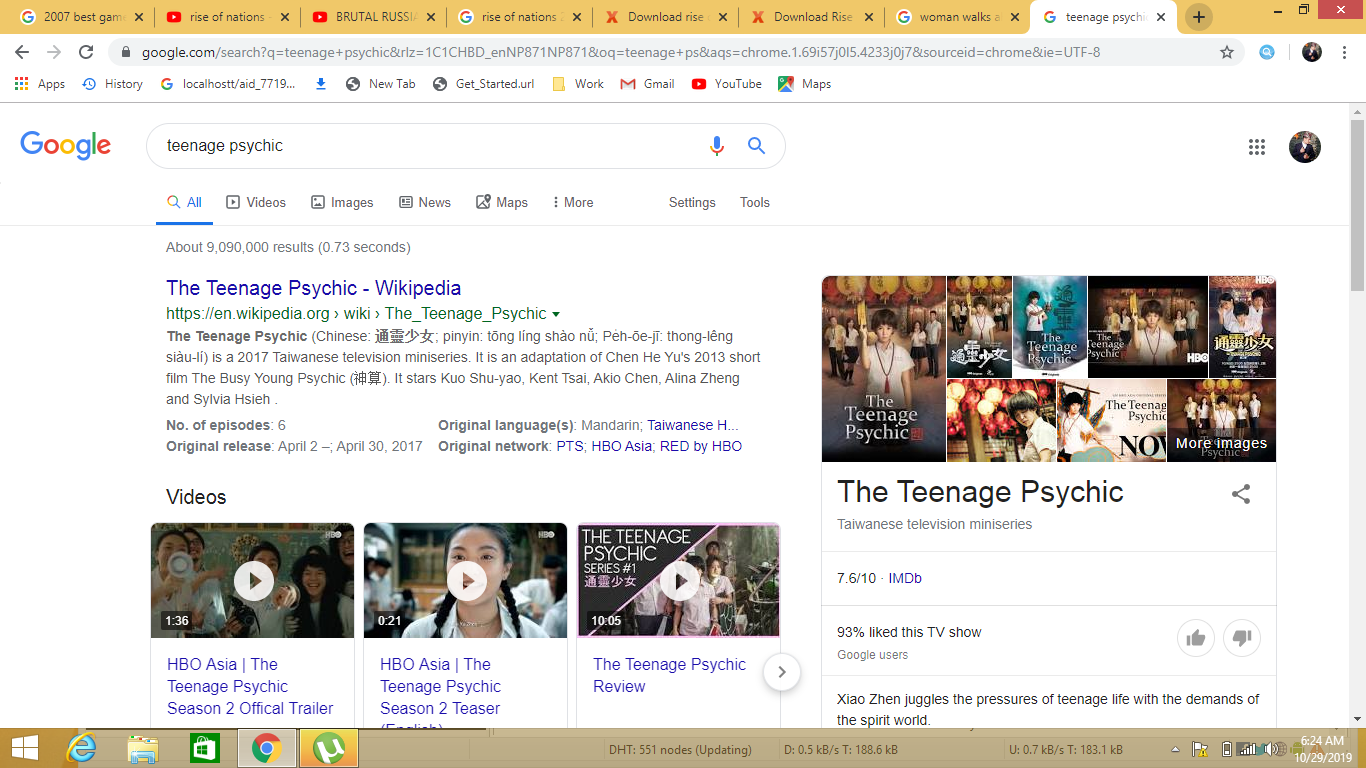 2007 best game
rise of nations -
BRUTAL RUSSIA
rise of nations 2
Download rise
Download Rise
woman walks a
teenage psychic
google.com/search?q=teenage+psychic&rlz=1C1CHBD_enNP871NP871&oq=teenage+ps&aqs=chrome.1.69i57j0l5.4233j0j7&sourceid=chrome&ie=UTF-8
Apps
History
localhostt/aid_7719...
New Tab
Get_Started.url
Work
Gmail
YouTube
Maps
Google
teenage psychic
All
Videos
Images
News
Maps
More
Settings
Tools
About 9,090,000 results (0.73 seconds)
The Teenage Psychic - Wikipedia
https://en.wikipedia.org › wiki › The_Teenage_Psychic
The Teenage Psychic (Chinese: 通靈少女; pinyin: tōng líng shào nǚ; Pe̍h-ōe-jī: thong-lêng
siàu-lí) is a 2017 Taiwanese television miniseries. It is an adaptation of Chen He Yu's 2013 short
film The Busy Young Psychic (神算). It stars Kuo Shu-yao, Kent Tsai, Akio Chen, Alina Zheng
and Sylvia Hsieh .
No. of episodes: 6
Original language(s): Mandarin; Taiwanese H...
Original release: April 2 –; April 30, 2017
Original network: PTS; HBO Asia; RED by HBO
Videos
HBO
1:36
HBO Asia | The
Teenage Psychic
Season 2 Offical Trailer
HBO
0:21
HBO Asia | The
Teenage Psychic
Season 2 Teaser
(English)
THE TEENAGE
PSYCHIC
SERIES #1
通靈少女
10:05
The Teenage Psychic
Review
The
Teenage
Psychic
通靈少女
The
Teenage
Psychic
HBO
HBO
通靈少女
The Teenage
Psychic
NOW
More images
The Teenage Psychic
Taiwanese television miniseries
7.6/10 · IMDb
93% liked this TV show
Google users
Xiao Zhen juggles the pressures of teenage life with the demands of
the spirit world.
DHT: 551 nodes (Updating)
D: 0.5 kB/s T: 188.6 kB
U: 0.7 kB/s T: 183.1 kB
6:24 AM
10/29/2019